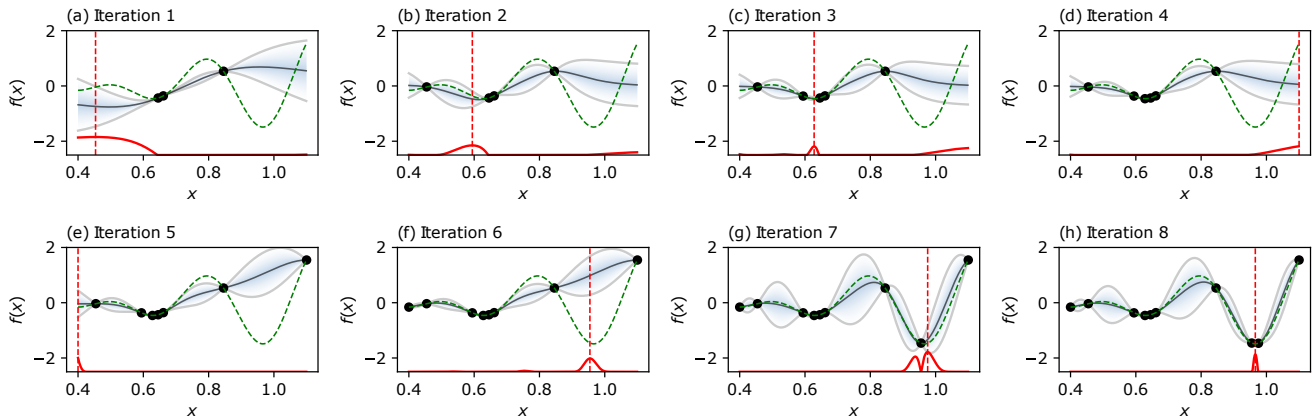 (a) Iteration 1
(b) Iteration 2
(c) Iteration 3
(d) Iteration 4
f(x)
2
0
−2
0.4 0.6 0.8 1.0
x
f(x)
2
0
−2
0.4 0.6 0.8 1.0
x
f(x)
2
0
−2
0.4 0.6 0.8 1.0
x
f(x)
2
0
−2
0.4 0.6 0.8 1.0
x
(e) Iteration 5
(f) Iteration 6
(g) Iteration 7
(h) Iteration 8
f(x)
2
0
−2
0.4 0.6 0.8 1.0
x
f(x)
2
0
−2
0.4 0.6 0.8 1.0
x
f(x)
2
0
−2
0.4 0.6 0.8 1.0
x
f(x)
2
0
−2
0.4 0.6 0.8 1.0
x